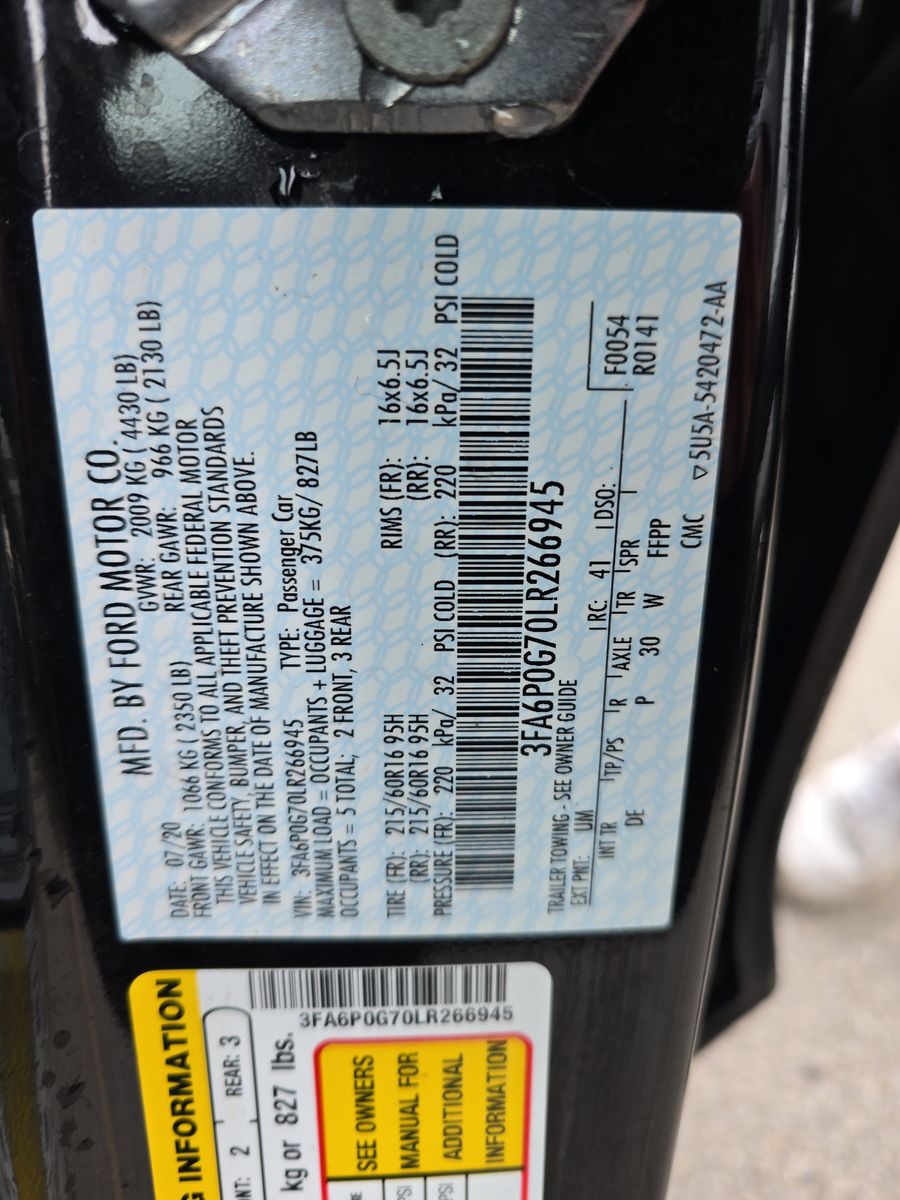 MFD. BY FORD MOTOR CO.
DATE: 07/20 GVWR: 2009 KG ( 4430 LB)
FRONT GAWR: 1066 KG ( 2350 LB) REAR GAWR: 966 KG ( 2130 LB)
THIS VEHICLE CONFORMS TO ALL APPLICABLE FEDERAL MOTOR
VEHICLE SAFETY, BUMPER, AND THEFT PREVENTION STANDARDS
IN EFFECT ON THE DATE OF MANUFACTURE SHOWN ABOVE.
VIN: 3FA6P0G70LR266945 TYPE: Passenger Car
MAXIMUM LOAD = OCCUPANTS + LUGGAGE = 375KG/ 827LB
OCCUPANTS = 5 TOTAL; 2 FRONT, 3 REAR
TIRE (FR): 215/60R16 95H RIMS (FR): 16x6.5J
(RR): 215/60R16 95H (RR): 16x6.5J
PRESSURE (FR): 220 kPa/ 32 PSI COLD (RR): 220 kPa/ 32 PSI COLD
3FA6P0G70LR266945
TRAILER TOWING - SEE OWNER GUIDE
EXT PNT: UM RC: 41 DSO: F0054
INT TR TP/PS R AXLE TR SPR R0141
DE P 30 W FFPP
CMC ▽5U5A-5420472-AA
G INFORMATION
NT: 2 REAR: 3
kg or 827 lbs.
3FA6P0G70LR266945
SEE OWNERS
MANUAL FOR
ADDITIONAL
INFORMATION
PSI
PSI